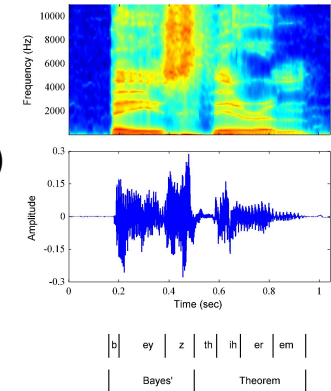 10000
8000
6000
4000
2000
Frequency (Hz)
0.3
0.15
0
-0.15
-0.3
Amplitude
0 0.2 0.4 0.6 0.8 1
Time (sec)
b ey z th ih er em
Bayes' Theorem